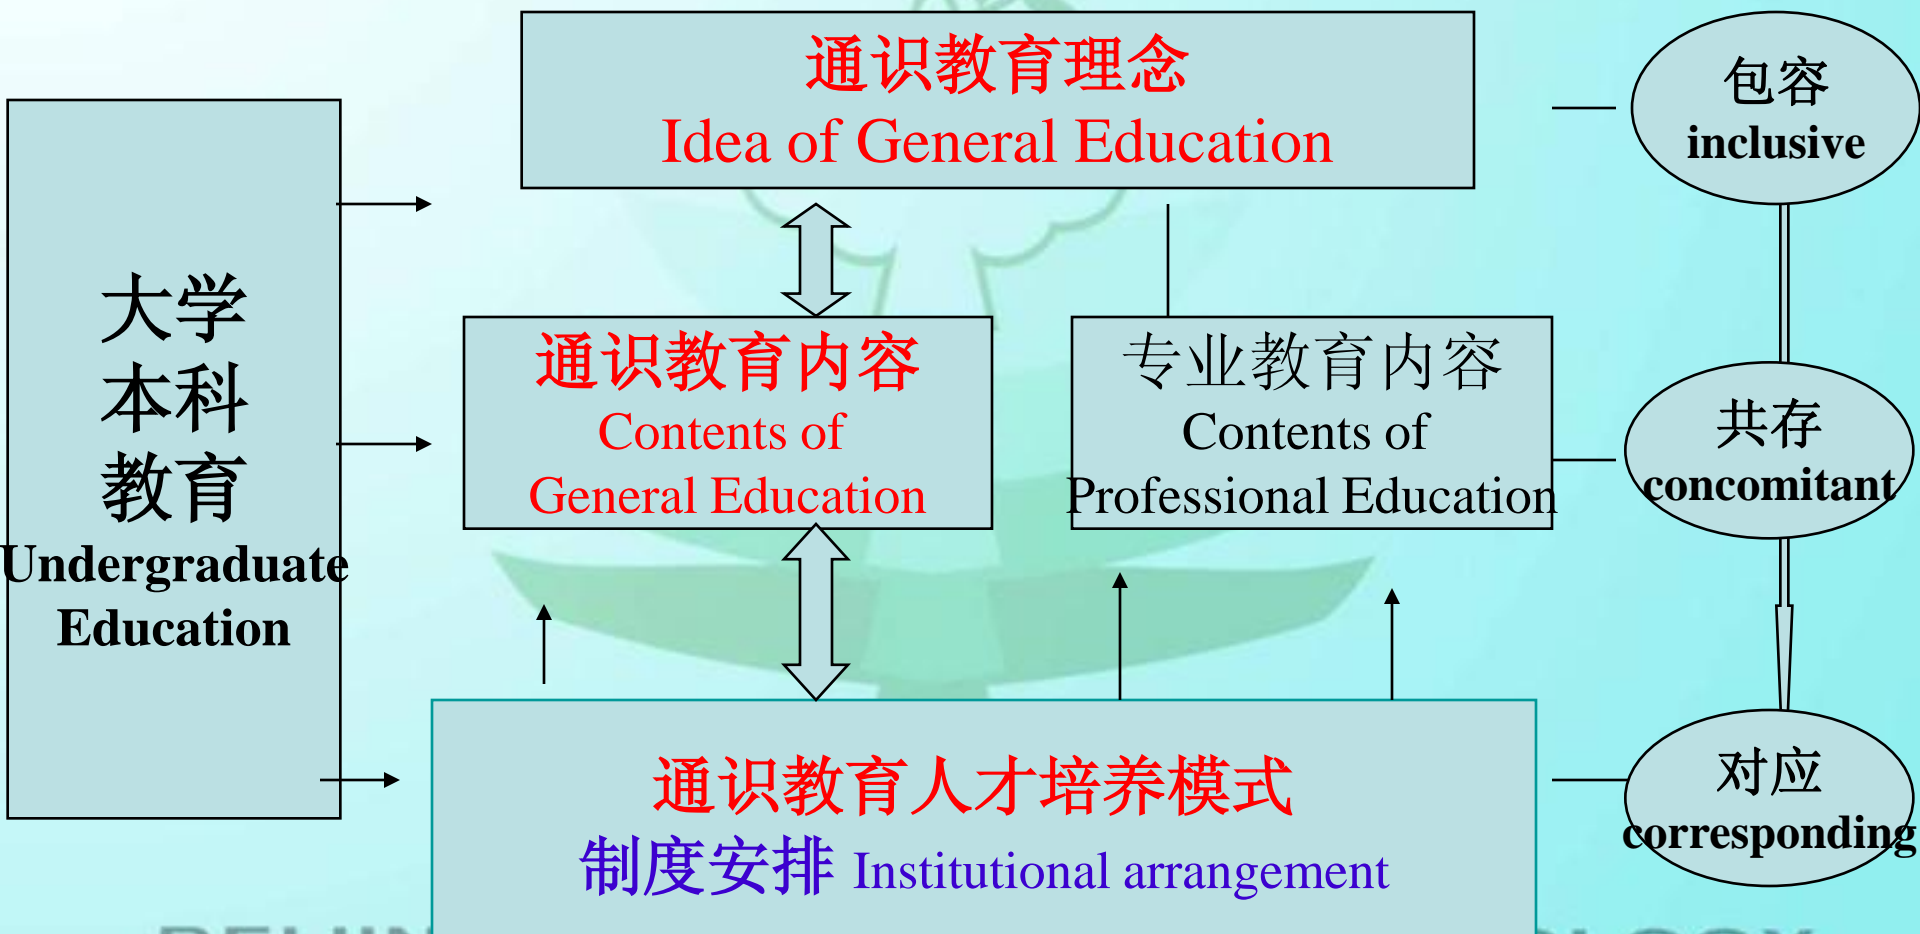 通识教育理念
Idea of General Education
包容
inclusive
大学
本科
教育
Undergraduate
Education
通识教育内容
Contents of
General Education
专业教育内容
Contents of
Professional Education
共存
concomitant
通识教育人才培养模式
制度安排 Institutional arrangement
对应
corresponding